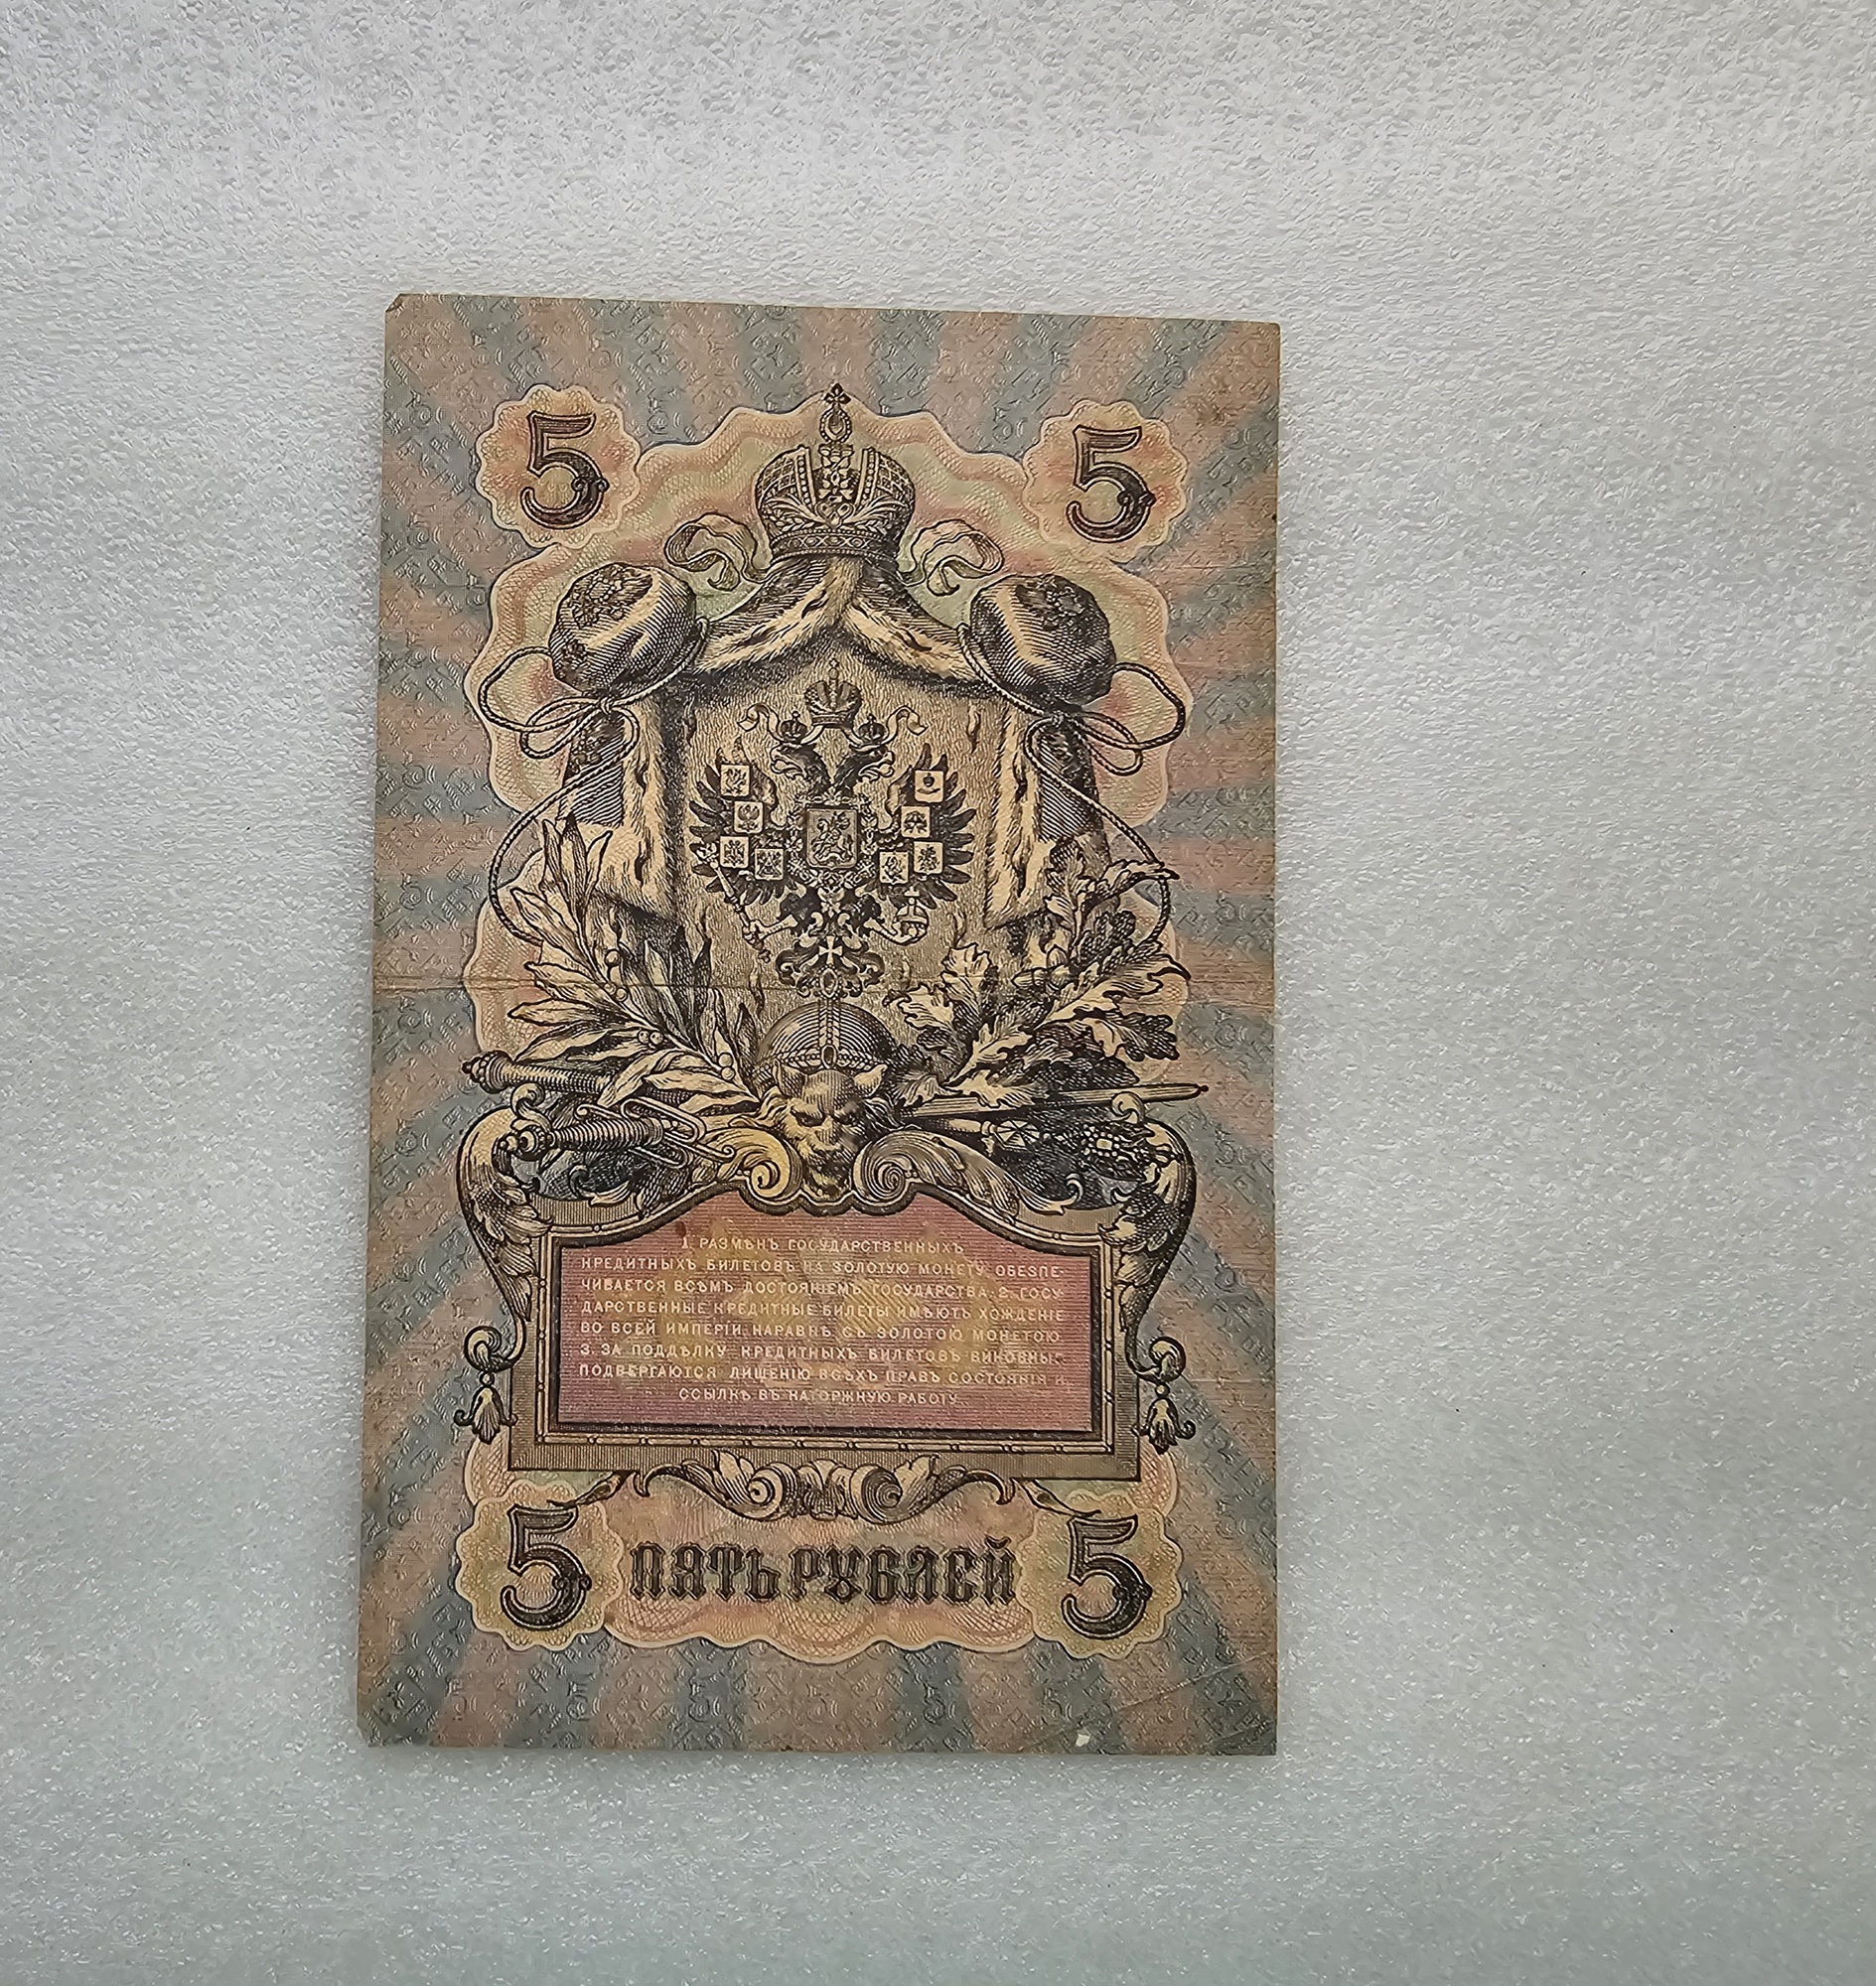 5 5
1. РАЗМѢНЪ ГОСУДАРСТВЕННЫХЪ
КРЕДИТНЫХЪ БИЛЕТОВЪ НА ЗОЛОТУЮ МОНЕТУ ОБЕЗПЕ-
ЧИВАЕТСЯ ВСѢМЪ ДОСТОЯНІЕМЪ ГОСУДАРСТВА. 2. ГОСУ-
ДАРСТВЕННЫЕ КРЕДИТНЫЕ БИЛЕТЫ ИМѢЮТЪ ХОЖДЕНІЕ
ВО ВСЕЙ ИМПЕРІИ НАРАВНѢ СЪ ЗОЛОТОЮ МОНЕТОЮ.
3. ЗА ПОДДѢЛКУ КРЕДИТНЫХЪ БИЛЕТОВЪ ВИНОВНЫЕ
ПОДВЕРГАЮТСЯ ЛИШЕНІЮ ВСѢХЪ ПРАВЪ СОСТОЯНІЯ И
ССЫЛКѢ ВЪ КАТОРЖНУЮ РАБОТУ.
5 ПЯТЬ РУБЛЕЙ 5